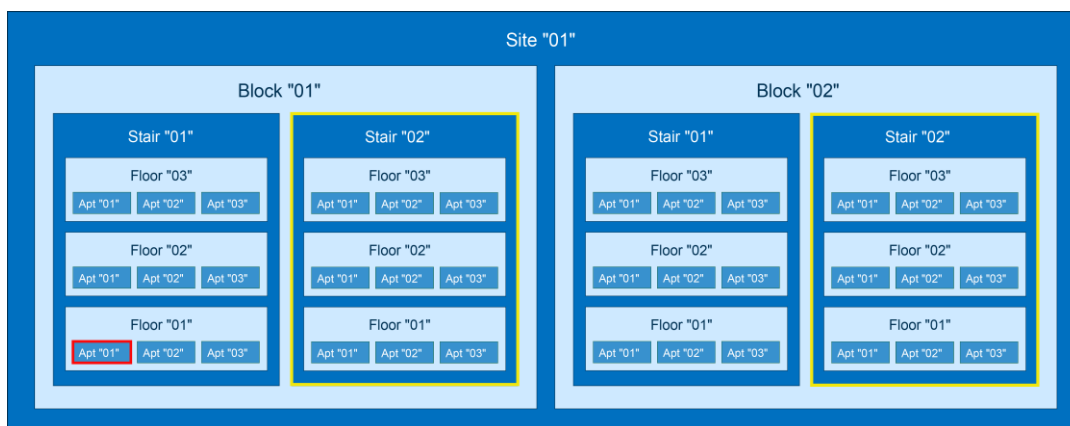 Site "01"
Block "01"
Stair "01"
Floor "03"
Apt "01" Apt "02" Apt "03"
Floor "02"
Apt "01" Apt "02" Apt "03"
Floor "01"
Apt "01" Apt "02" Apt "03"
Stair "02"
Floor "03"
Apt "01" Apt "02" Apt "03"
Floor "02"
Apt "01" Apt "02" Apt "03"
Floor "01"
Apt "01" Apt "02" Apt "03"
Block "02"
Stair "01"
Floor "03"
Apt "01" Apt "02" Apt "03"
Floor "02"
Apt "01" Apt "02" Apt "03"
Floor "01"
Apt "01" Apt "02" Apt "03"
Stair "02"
Floor "03"
Apt "01" Apt "02" Apt "03"
Floor "02"
Apt "01" Apt "02" Apt "03"
Floor "01"
Apt "01" Apt "02" Apt "03"